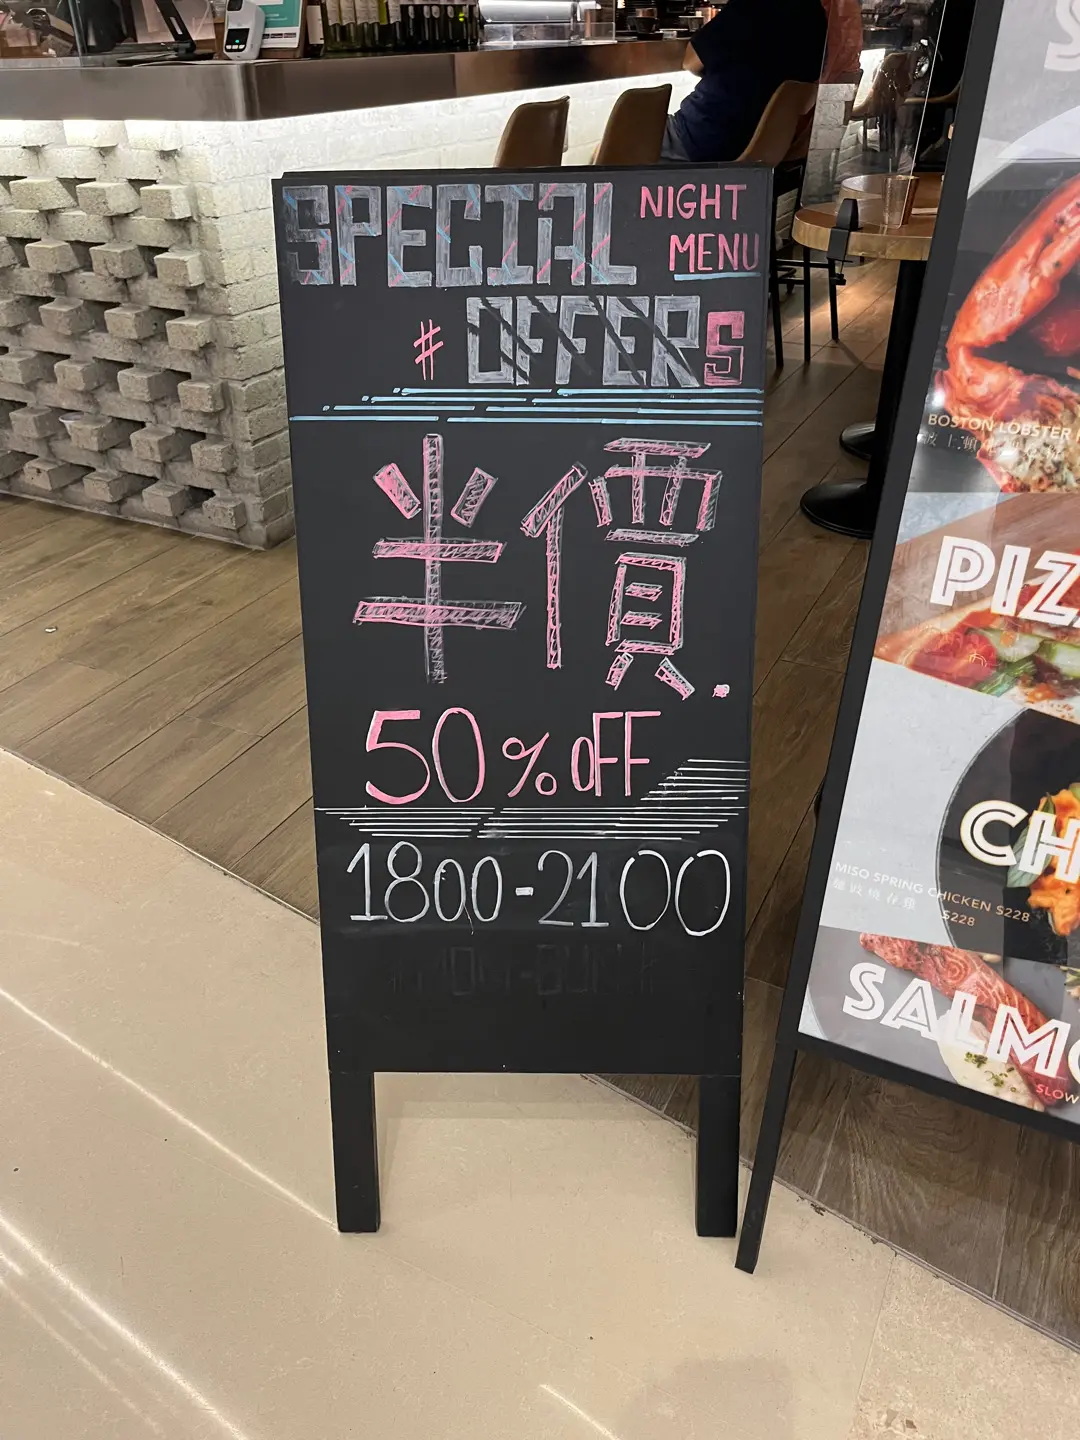 SPECIAL NIGHT
MENU
# OFFERS
半價.
50% OFF
1800-2100
BOSTON LOBSTER
PIZ
CH
MISO SPRING CHICKEN $228
$228
SALMO
SLOW